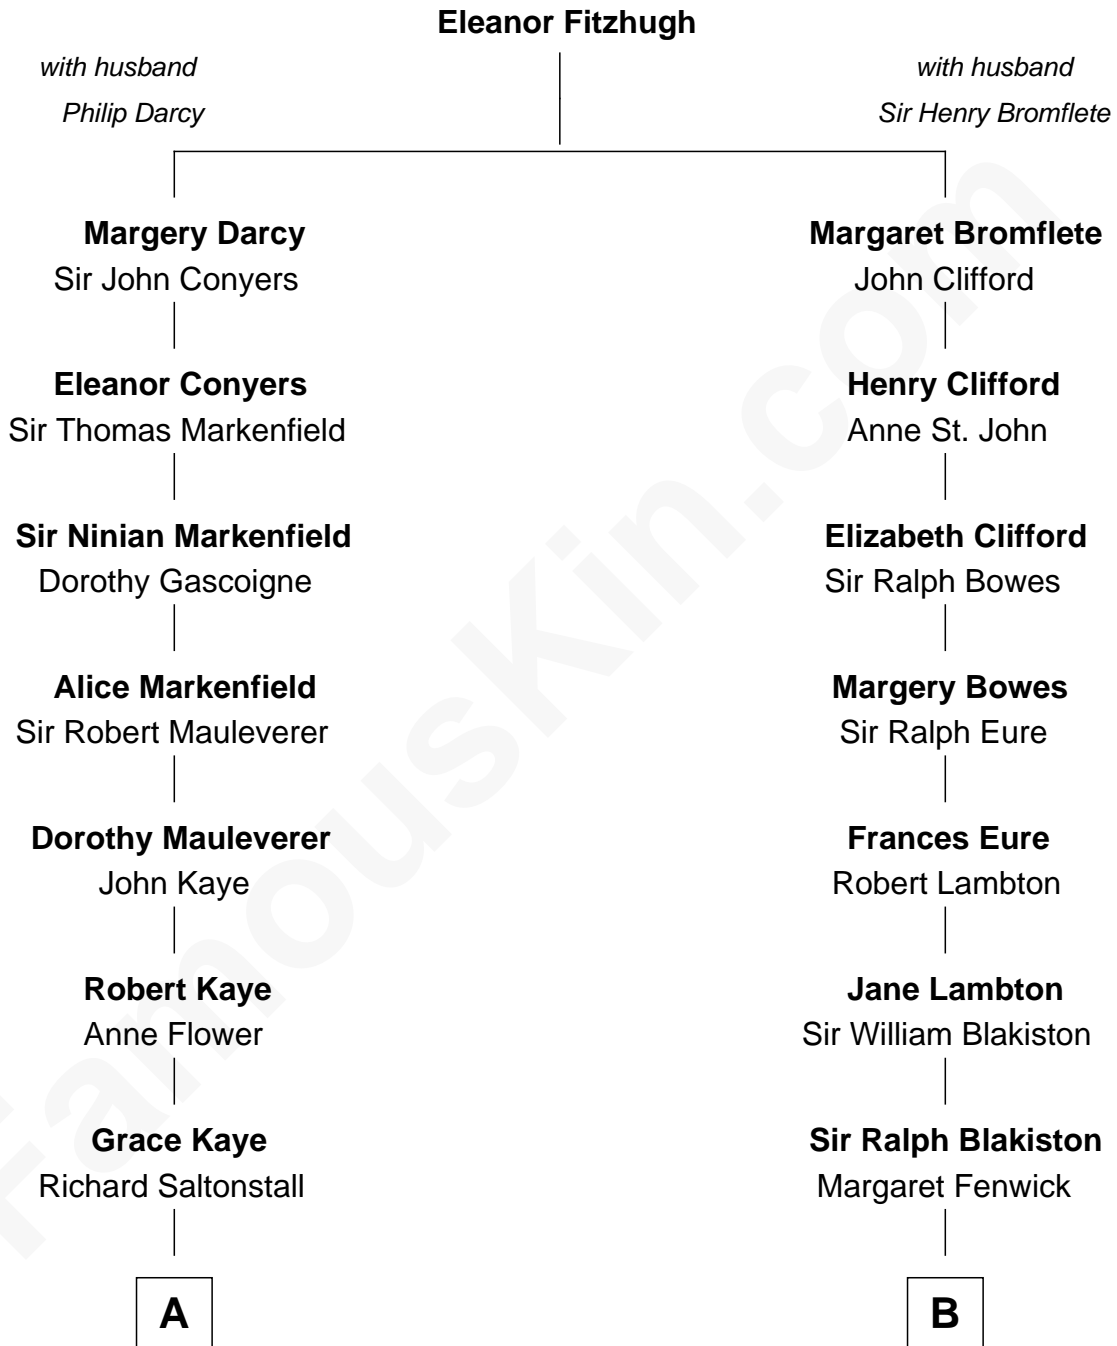 Eleanor Fitzhugh
with husband
Philip Darcy
with husband
Sir Henry Bromflete
Margery Darcy
Sir John Conyers
Margaret Bromflete
John Clifford
Eleanor Conyers
Sir Thomas Markenfield
Henry Clifford
Anne St. John
Sir Ninian Markenfield
Dorothy Gascoigne
Elizabeth Clifford
Sir Ralph Bowes
Alice Markenfield
Sir Robert Mauleverer
Margery Bowes
Sir Ralph Eure
Dorothy Mauleverer
John Kaye
Frances Eure
Robert Lambton
Robert Kaye
Anne Flower
Jane Lambton
Sir William Blakiston
Grace Kaye
Richard Saltonstall
Sir Ralph Blakiston
Margaret Fenwick
A
B
FamousKin.com